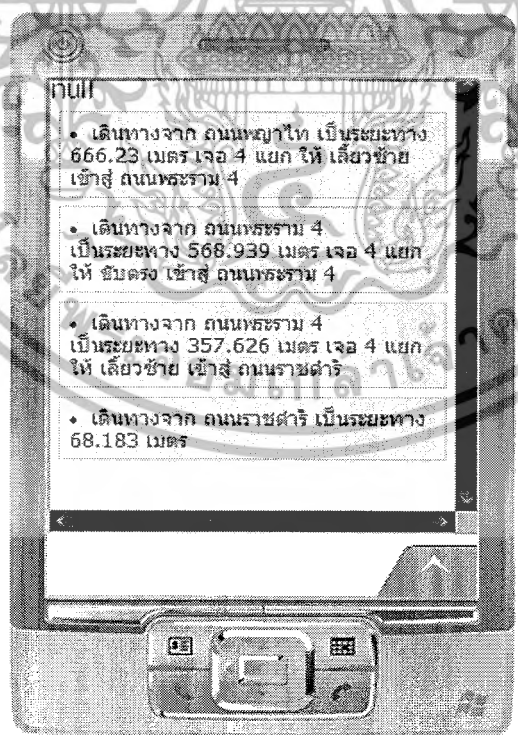 null
• เดินทางจาก ถนนพญาไท เป็นระยะทาง
666.23 เมตร เจอ 4 แยก ให้ เลี้ยวซ้าย
เข้าสู่ ถนนพระราม 4
• เดินทางจาก ถนนพระราม 4
เป็นระยะทาง 568.939 เมตร เจอ 4 แยก
ให้ ขับตรง เข้าสู่ ถนนพระราม 4
• เดินทางจาก ถนนพระราม 4
เป็นระยะทาง 357.626 เมตร เจอ 4 แยก
ให้ เลี้ยวซ้าย เข้าสู่ ถนนราชดำริ
• เดินทางจาก ถนนราชดำริ เป็นระยะทาง
68.183 เมตร